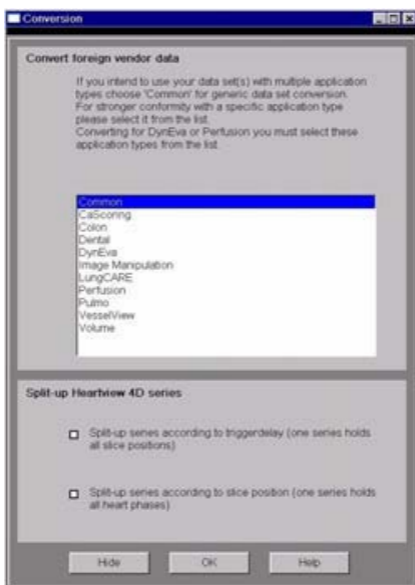 Conversion
Convert foreign vendor data
If you intend to use your data set(s) with multiple application
types choose 'Common' for generic data set conversion.
For stronger conformity with a specific application type
please select it from the list.
Converting for DynEva or Perfusion you must select these
application types from the list.
Common
CaScoring
Colon
Dental
DynEva
Image Manipulation
LungCARE
Perfusion
Pulmo
VesselView
Volume
Split-up Heartview 4D series
Split-up series according to triggerdelay (one series holds
all slice positions)
Split-up series according to slice position (one series holds
all heart phases)
Hide
OK
Help